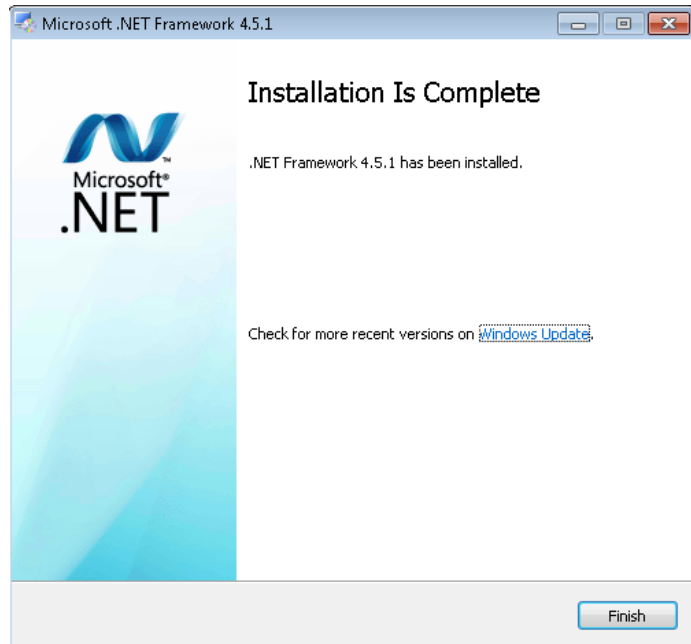 Microsoft .NET Framework 4.5.1
Installation Is Complete
Microsoft®
.NET
™
.NET Framework 4.5.1 has been installed.
Check for more recent versions on Windows Update.
Finish